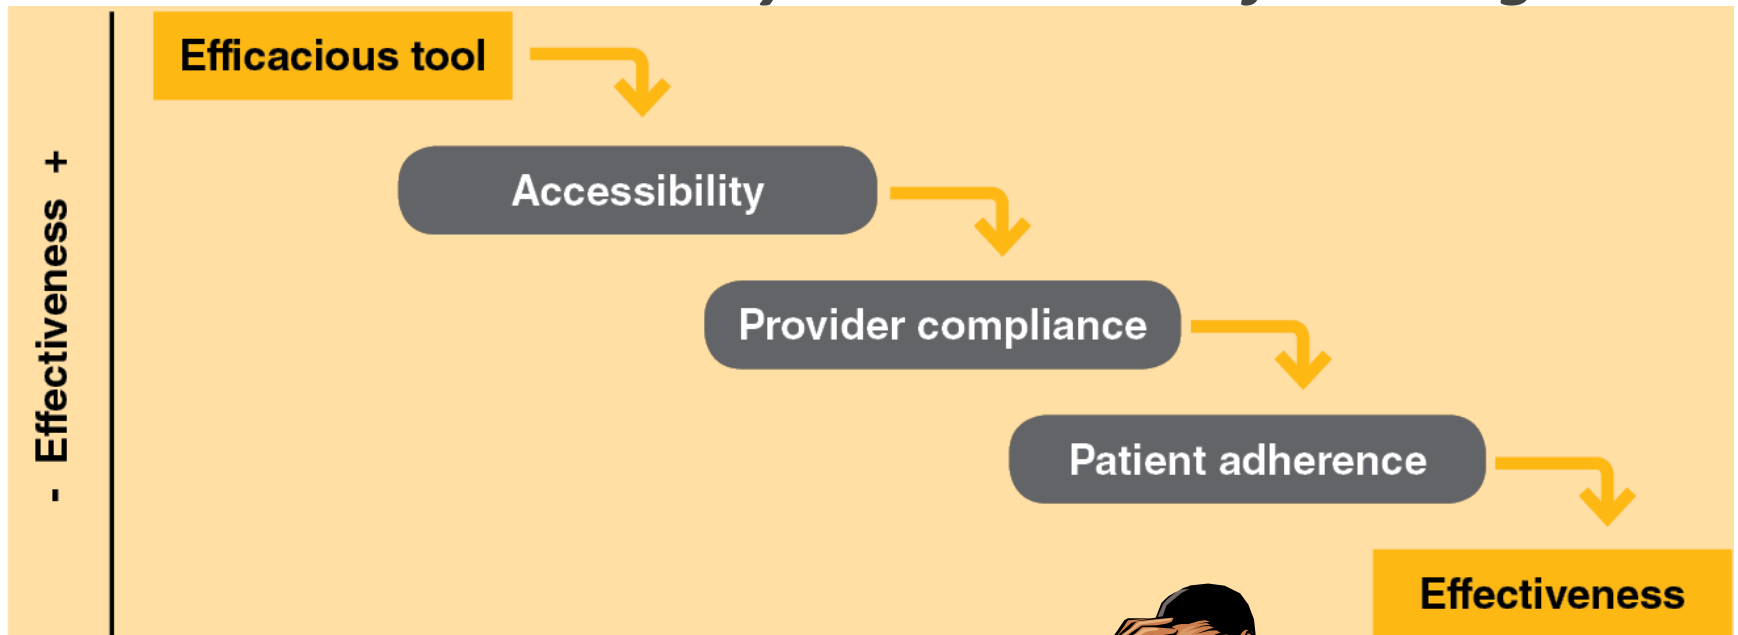 Efficacious tool
Accessibility
Provider compliance
Patient adherence
Effectiveness
- Effectiveness +